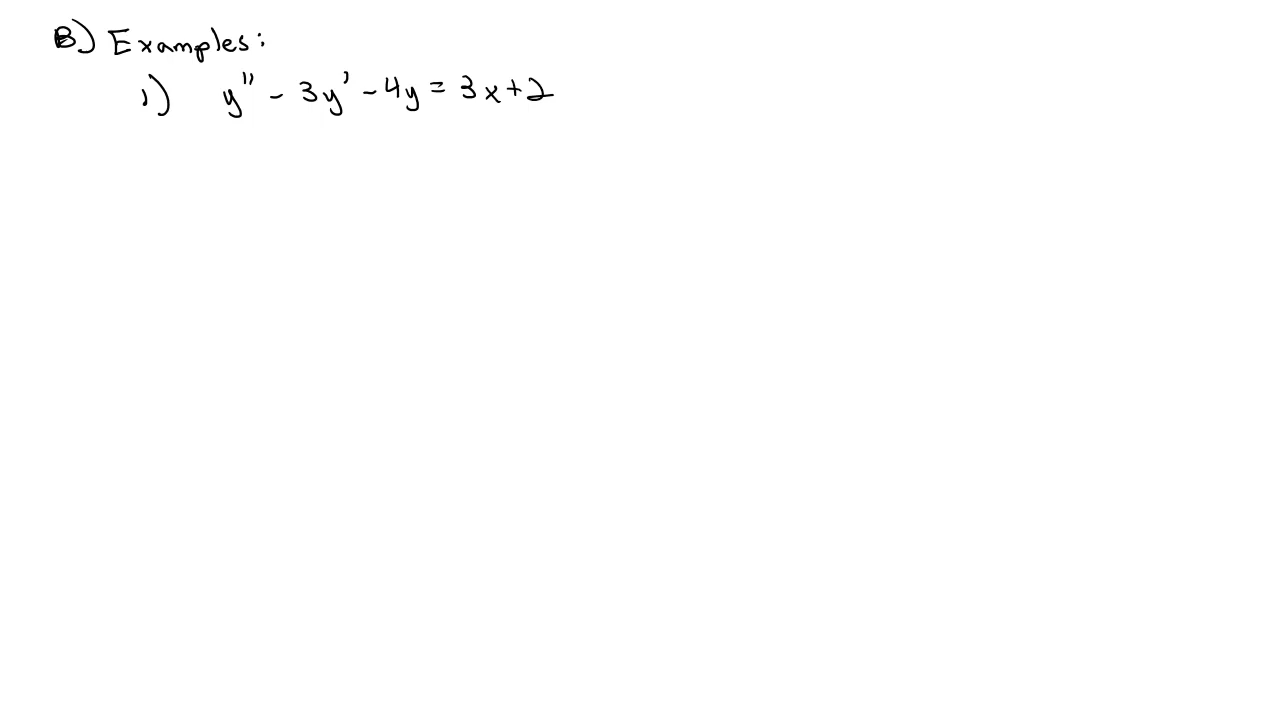 B) Examples:
1) y'' - 3y' - 4y = 3x+2